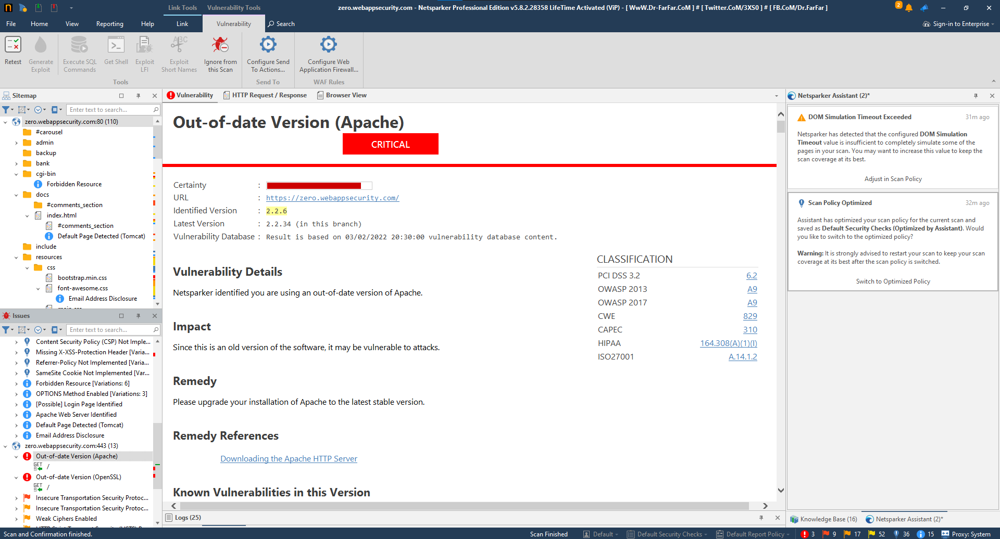 Link Tools
Vulnerability Tools
zero.webappsecurity.com - Netsparker Professional Edition v5.8.2.28358 LifeTime Activated (ViP) - [ WwW.Dr-FarFar.CoM ] # [ Twitter.CoM/3XS0 ] # [ FB.CoM/Dr.FarFar ]
2
File
Home
View
Reporting
Help
Link
Vulnerability
Search
Sign-in to Enterprise
Retest
Generate Exploit
Execute SQL Commands
Get Shell
Exploit LFI
Exploit Short Names
Ignore from this Scan
Configure Send To Actions...
Configure Web Application Firewall...
Tools
Send To
WAF Rules
Sitemap
Enter text to search...
zero.webappsecurity.com:80 (110)
#carousel
admin
backup
bank
cgi-bin
Forbidden Resource
docs
#comments_section
index.html
#comments_section
Default Page Detected (Tomcat)
include
resources
css
bootstrap.min.css
font-awesome.css
Email Address Disclosure
Issues
Enter text to search...
Content Security Policy (CSP) Not Imple...
Missing X-XSS-Protection Header [Varia...
Referrer-Policy Not Implemented [Varia...
SameSite Cookie Not Implemented [Var...
Forbidden Resource [Variations: 6]
OPTIONS Method Enabled [Variations: 3]
[Possible] Login Page Identified
Apache Web Server Identified
Default Page Detected (Tomcat)
Email Address Disclosure
zero.webappsecurity.com:443 (13)
Out-of-date Version (Apache)
GET /
Out-of-date Version (OpenSSL)
GET /
Insecure Transportation Security Protoc...
Insecure Transportation Security Protoc...
Weak Ciphers Enabled
Vulnerability
HTTP Request / Response
Browser View
Out-of-date Version (Apache)
CRITICAL
Certainty :
URL : https://zero.webappsecurity.com/
Identified Version : 2.2.6
Latest Version : 2.2.34 (in this branch)
Vulnerability Database : Result is based on 03/02/2022 20:30:00 vulnerability database content.
Vulnerability Details
Netsparker identified you are using an out-of-date version of Apache.
Impact
Since this is an old version of the software, it may be vulnerable to attacks.
Remedy
Please upgrade your installation of Apache to the latest stable version.
Remedy References
Downloading the Apache HTTP Server
Known Vulnerabilities in this Version
CLASSIFICATION
PCI DSS 3.2 6.2
OWASP 2013 A9
OWASP 2017 A9
CWE 829
CAPEC 310
HIPAA 164.308(A)(1)(I)
ISO27001 A.14.1.2
Logs (25)
Netsparker Assistant (2)*
DOM Simulation Timeout Exceeded 31m ago
Netsparker has detected that the configured DOM Simulation
Timeout value is insufficient to completely simulate some of the
pages in your scan. You may want to increase this value to keep the
scan coverage at its best.
Adjust in Scan Policy
Scan Policy Optimized 32m ago
Assistant has optimized your scan policy for the current scan and
saved as Default Security Checks (Optimized by Assistant). Would
you like to switch to the optimized policy?
Warning: It is strongly advised to restart your scan to keep your scan
coverage at its best after the scan policy is switched.
Switch to Optimized Policy
Knowledge Base (16)
Netsparker Assistant (2)*
Scan and Confirmation finished.
Scan Finished
Default
Default Security Checks
Default Report Policy
3
9
17
52
36
15
Proxy: System